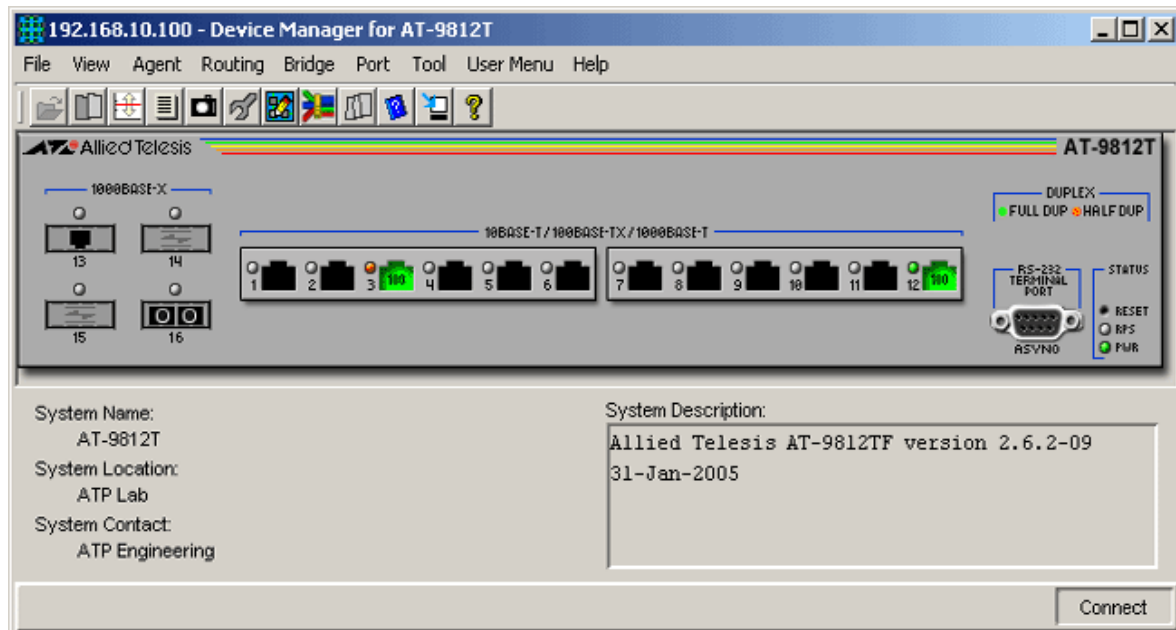 192.168.10.100 - Device Manager for AT-9812T
File View Agent Routing Bridge Port Tool User Menu Help
Allied Telesis
AT-9812T
1000BASE-X
13
14
15
16
10BASE-T/100BASE-TX/1000BASE-T
1
2
3
100
4
5
6
7
8
9
10
11
12
100
DUPLEX
FULL DUP HALF DUP
RS-232
TERMINAL
PORT
ASYN0
STATUS
RESET
RPS
PWR
System Name:
AT-9812T
System Location:
ATP Lab
System Contact:
ATP Engineering
System Description:
Allied Telesis AT-9812TF version 2.6.2-09
31-Jan-2005
Connect